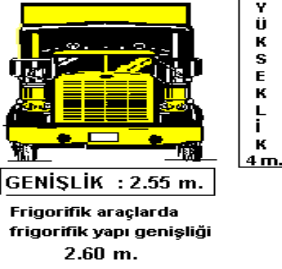 GENİŞLİK : 2.55 m.
Frigorifik araçlarda
frigorifik yapı genişliği
2.60 m.
Y
Ü
K
S
E
K
L
İ
K
4 m.